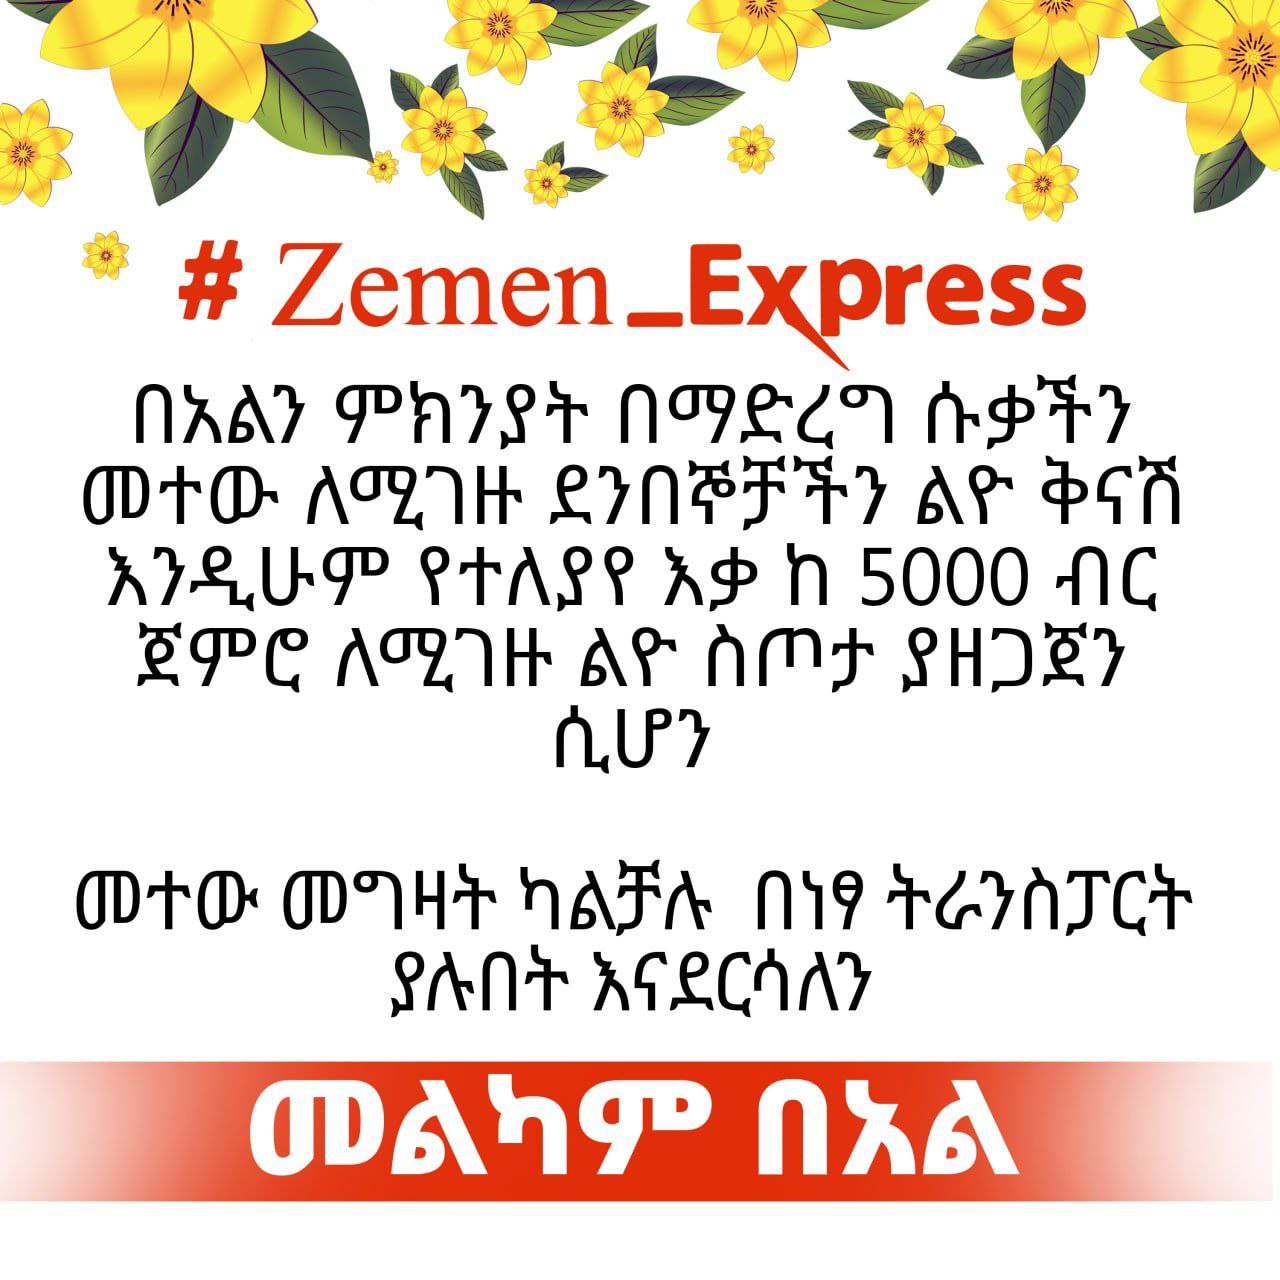 # Zemen_Express
በአልን ምክንያት በማድረግ ሱቃችን
መተው ለሚገዙ ደንበኞቻችን ልዮ ቅናሽ
እንዲሁም የተለያየ እቃ ከ 5000 ብር
ጀምሮ ለሚገዙ ልዮ ስጦታ ያዘጋጀን
ሲሆን
መተው መግዛት ካልቻሉ በነፃ ትራንስፓርት
ያሉበት እናደርሳለን
መልካም በአል